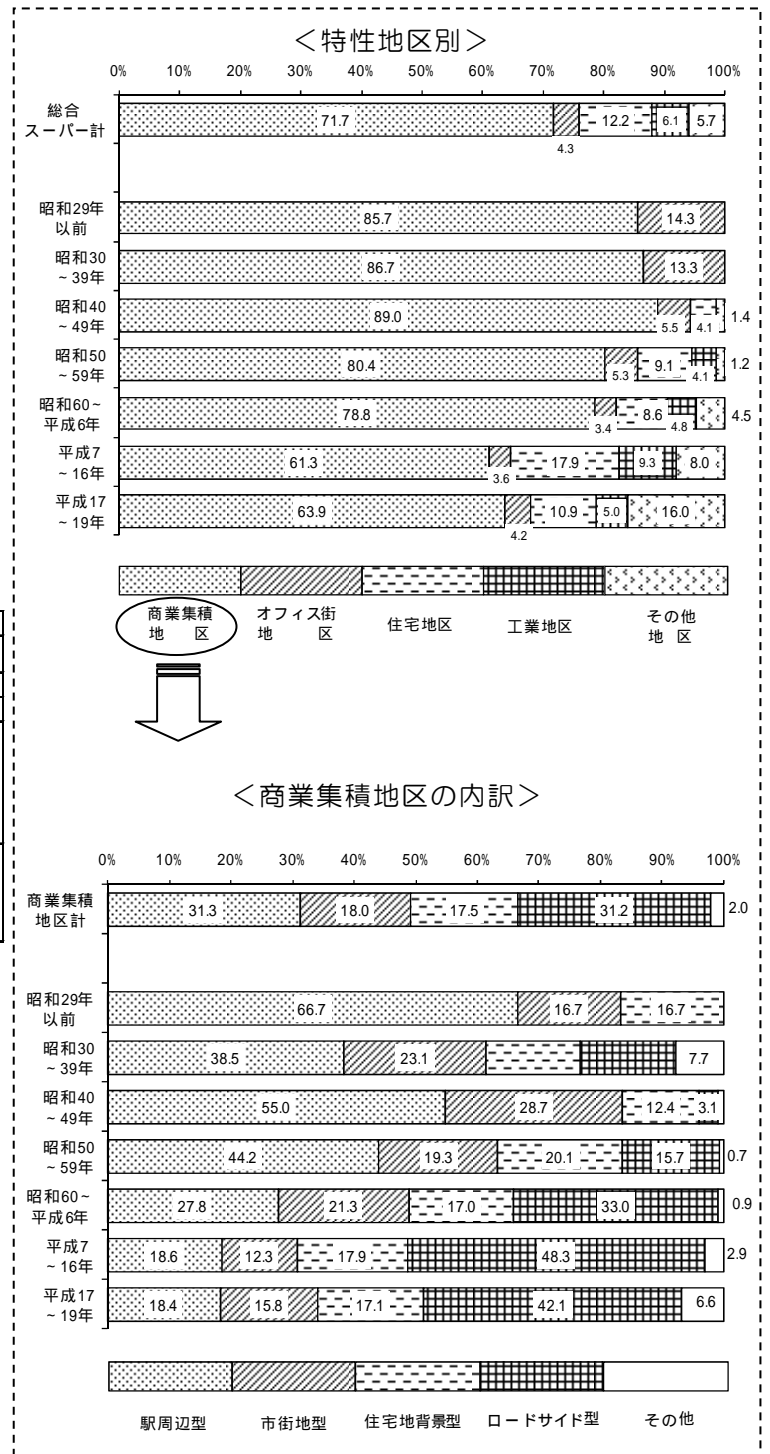 ＜特性地区別＞
0% 10% 20% 30% 40% 50% 60% 70% 80% 90% 100%
総合
スーパー計
71.7 4.3 12.2 6.1 5.7
昭和29年
以前
85.7 14.3
昭和30
～39年
86.7 13.3
昭和40
～49年
89.0 5.5 4.1 1.4
昭和50
～59年
80.4 5.3 9.1 4.1 1.2
昭和60～
平成6年
78.8 3.4 8.6 4.8 4.5
平成7
～16年
61.3 3.6 17.9 9.3 8.0
平成17
～19年
63.9 4.2 10.9 5.0 16.0
商業集積 オフィス街 住宅地区 工業地区 その他
地　区 地　区 地　区
＜商業集積地区の内訳＞
0% 10% 20% 30% 40% 50% 60% 70% 80% 90% 100%
商業集積
地区計
31.3 18.0 17.5 31.2 2.0
昭和29年
以前
66.7 16.7 16.7
昭和30
～39年
38.5 23.1 7.7
昭和40
～49年
55.0 28.7 12.4 3.1
昭和50
～59年
44.2 19.3 20.1 15.7 0.7
昭和60～
平成6年
27.8 21.3 17.0 33.0 0.9
平成7
～16年
18.6 12.3 17.9 48.3 2.9
平成17
～19年
18.4 15.8 17.1 42.1 6.6
駅周辺型 市街地型 住宅地背景型 ロードサイド型 その他